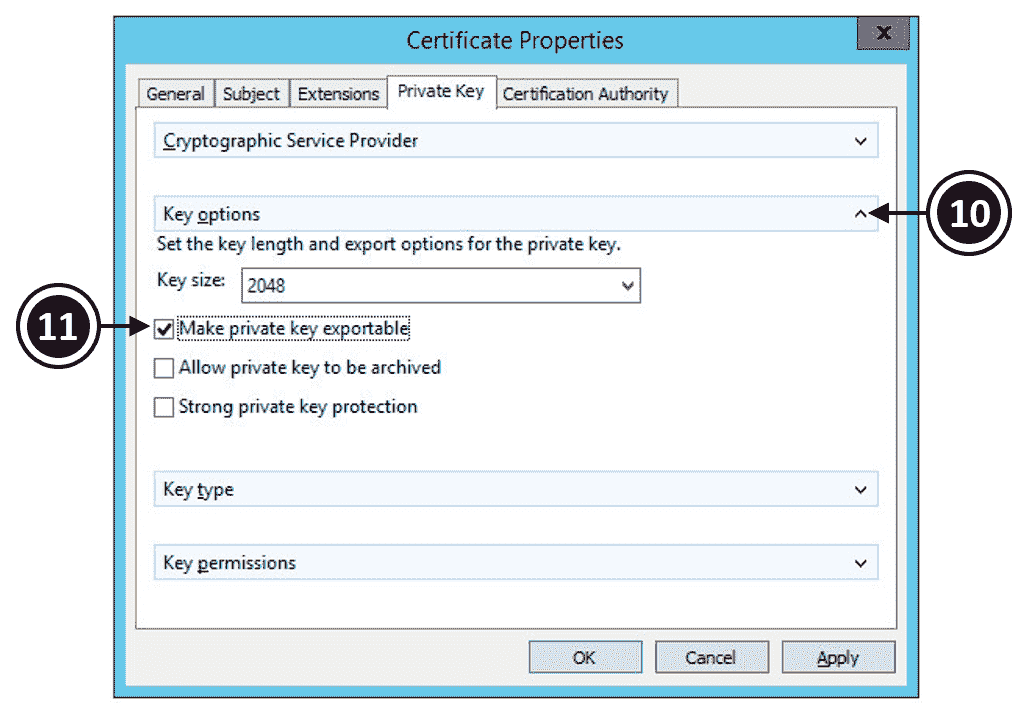 Certificate Properties
X
General Subject Extensions Private Key Certification Authority
Cryptographic Service Provider
Key options
10
Set the key length and export options for the private key.
Key size: 2048
11
Make private key exportable
Allow private key to be archived
Strong private key protection
Key type
Key permissions
OK Cancel Apply